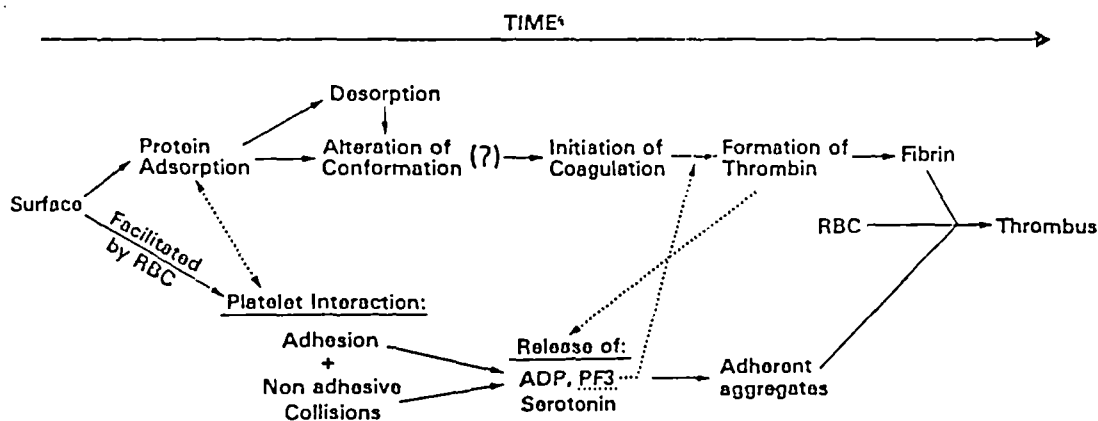 TIME
Desorption
Protein
Adsorption
Alteration of
Conformation (?)
Initiation of
Coagulation
Formation of
Thrombin
Fibrin
Surface
Facilitated
by RBC
RBC
Thrombus
Platelet Interaction:
Adhesion
+
Non adhesive
Collisions
Release of:
ADP, PF3
Serotonin
Adherent
aggregates